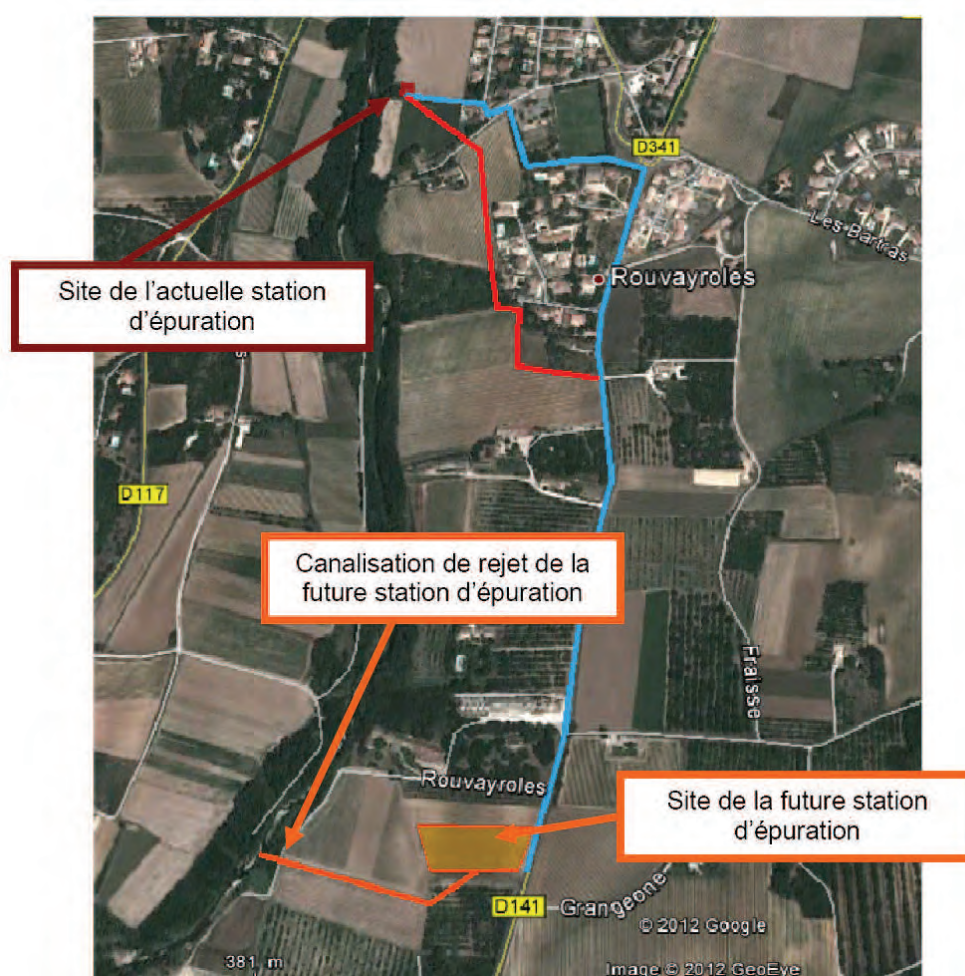 D341
Les Bartras
Site de l’actuelle station
d’épuration
Rouvayroles
D117
Canalisation de rejet de la
future station d’épuration
Fraisse
Rouvayroles
Site de la future station
d’épuration
D141
Grangeone
© 2012 Google
381 m
Image © 2012 GeoEye